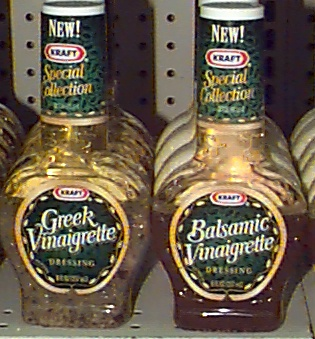 NEW!
KRAFT
Special
Collection
KRAFT
Greek
Vinaigrette
DRESSING
NEW!
KRAFT
Special
Collection
KRAFT
Balsamic
Vinaigrette
DRESSING